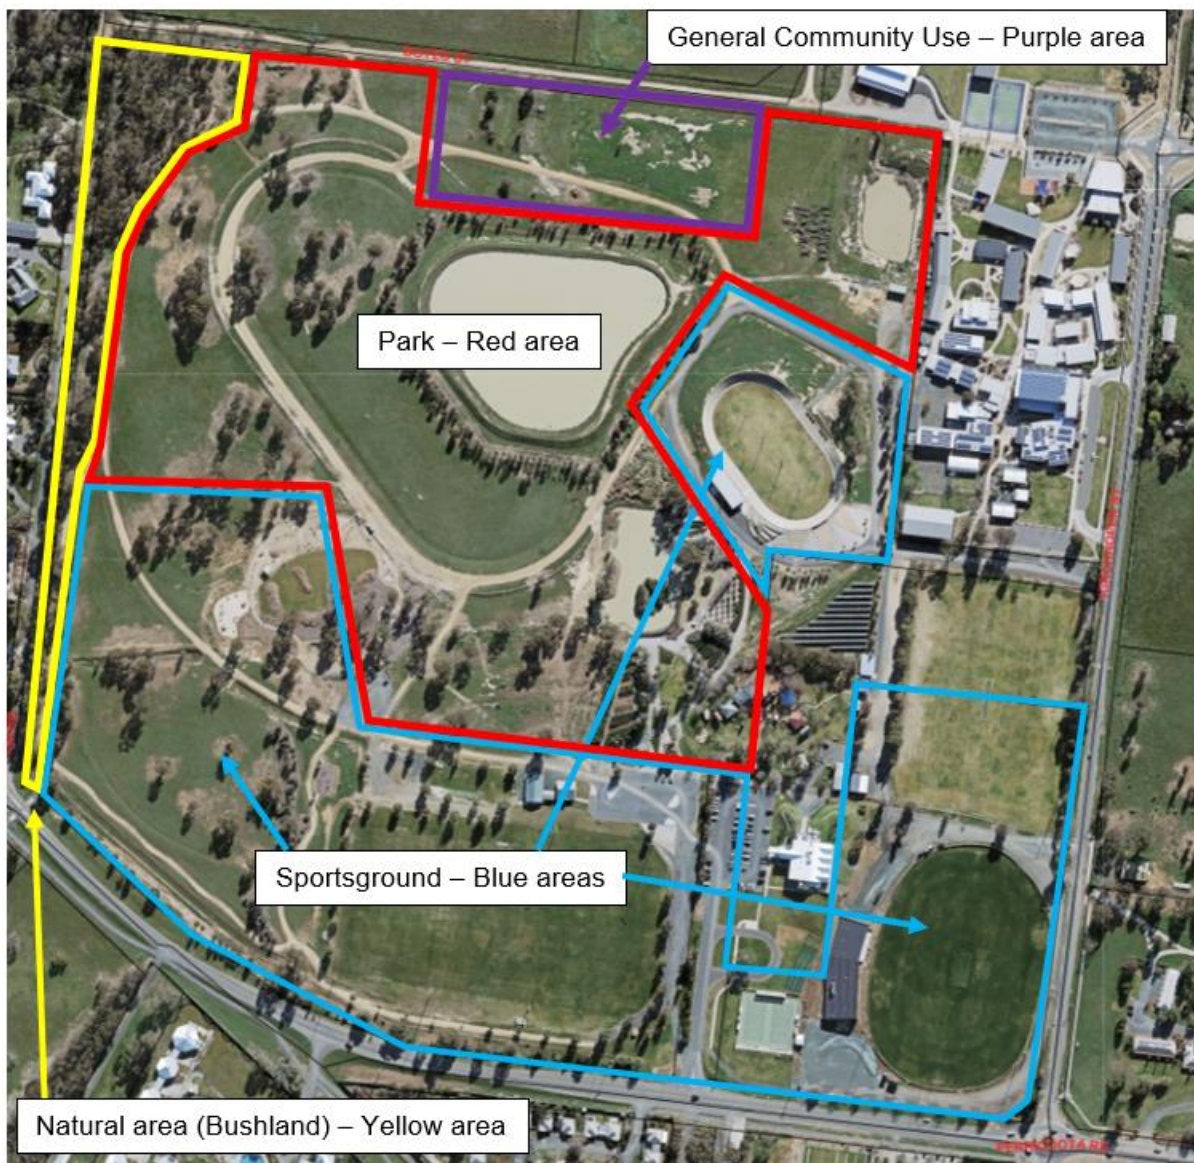 General Community Use – Purple area
Park – Red area
Sportsground – Blue areas
Natural area (Bushland) – Yellow area